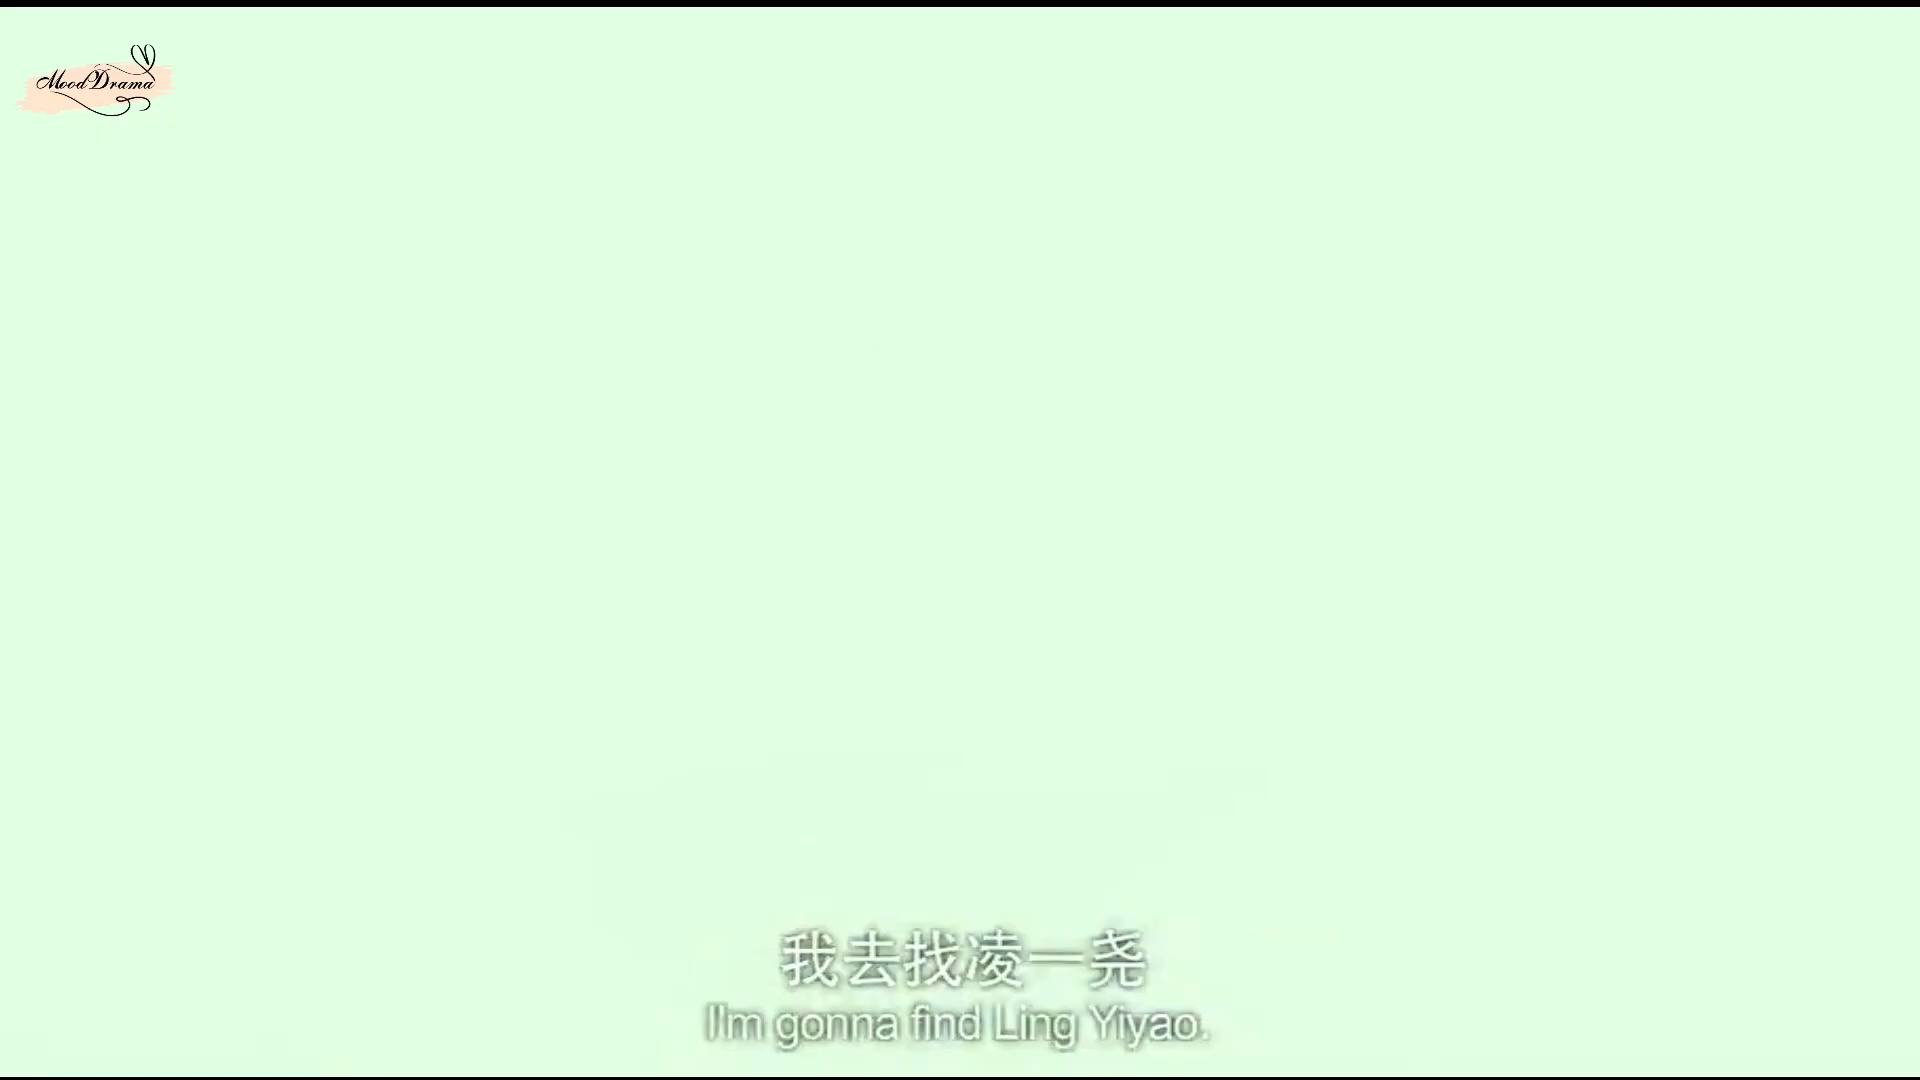 MoodDrama
我去找凌一尧
I'm gonna find Ling Yiyao.